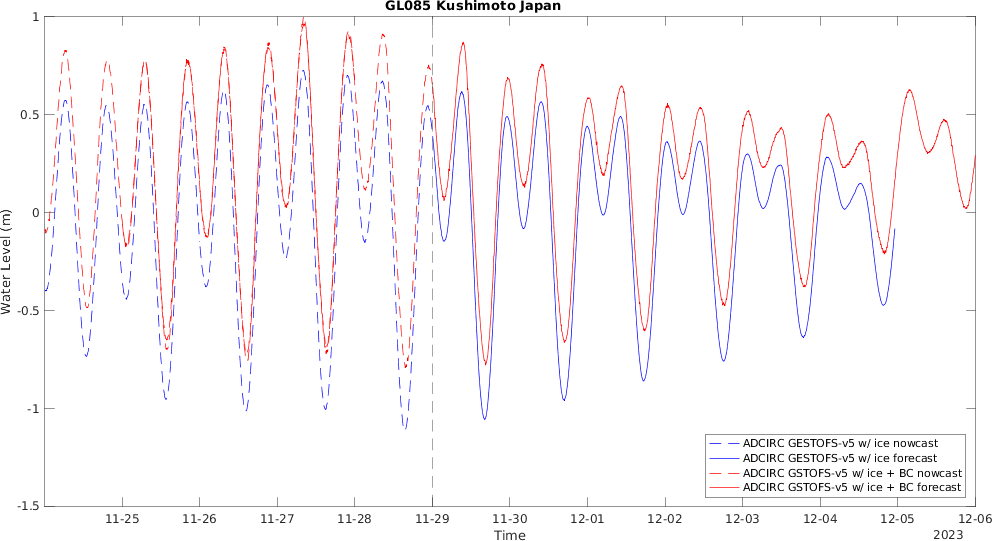 GL085 Kushimoto Japan
1
0.5
0
-0.5
-1
-1.5
Water Level (m)
11-25 11-26 11-27 11-28 11-29 11-30 12-01 12-02 12-03 12-04 12-05 12-06
Time
2023
ADCIRC GESTOFS-v5 w/ ice nowcast
ADCIRC GESTOFS-v5 w/ ice forecast
ADCIRC GSTOFS-v5 w/ ice + BC nowcast
ADCIRC GSTOFS-v5 w/ ice + BC forecast